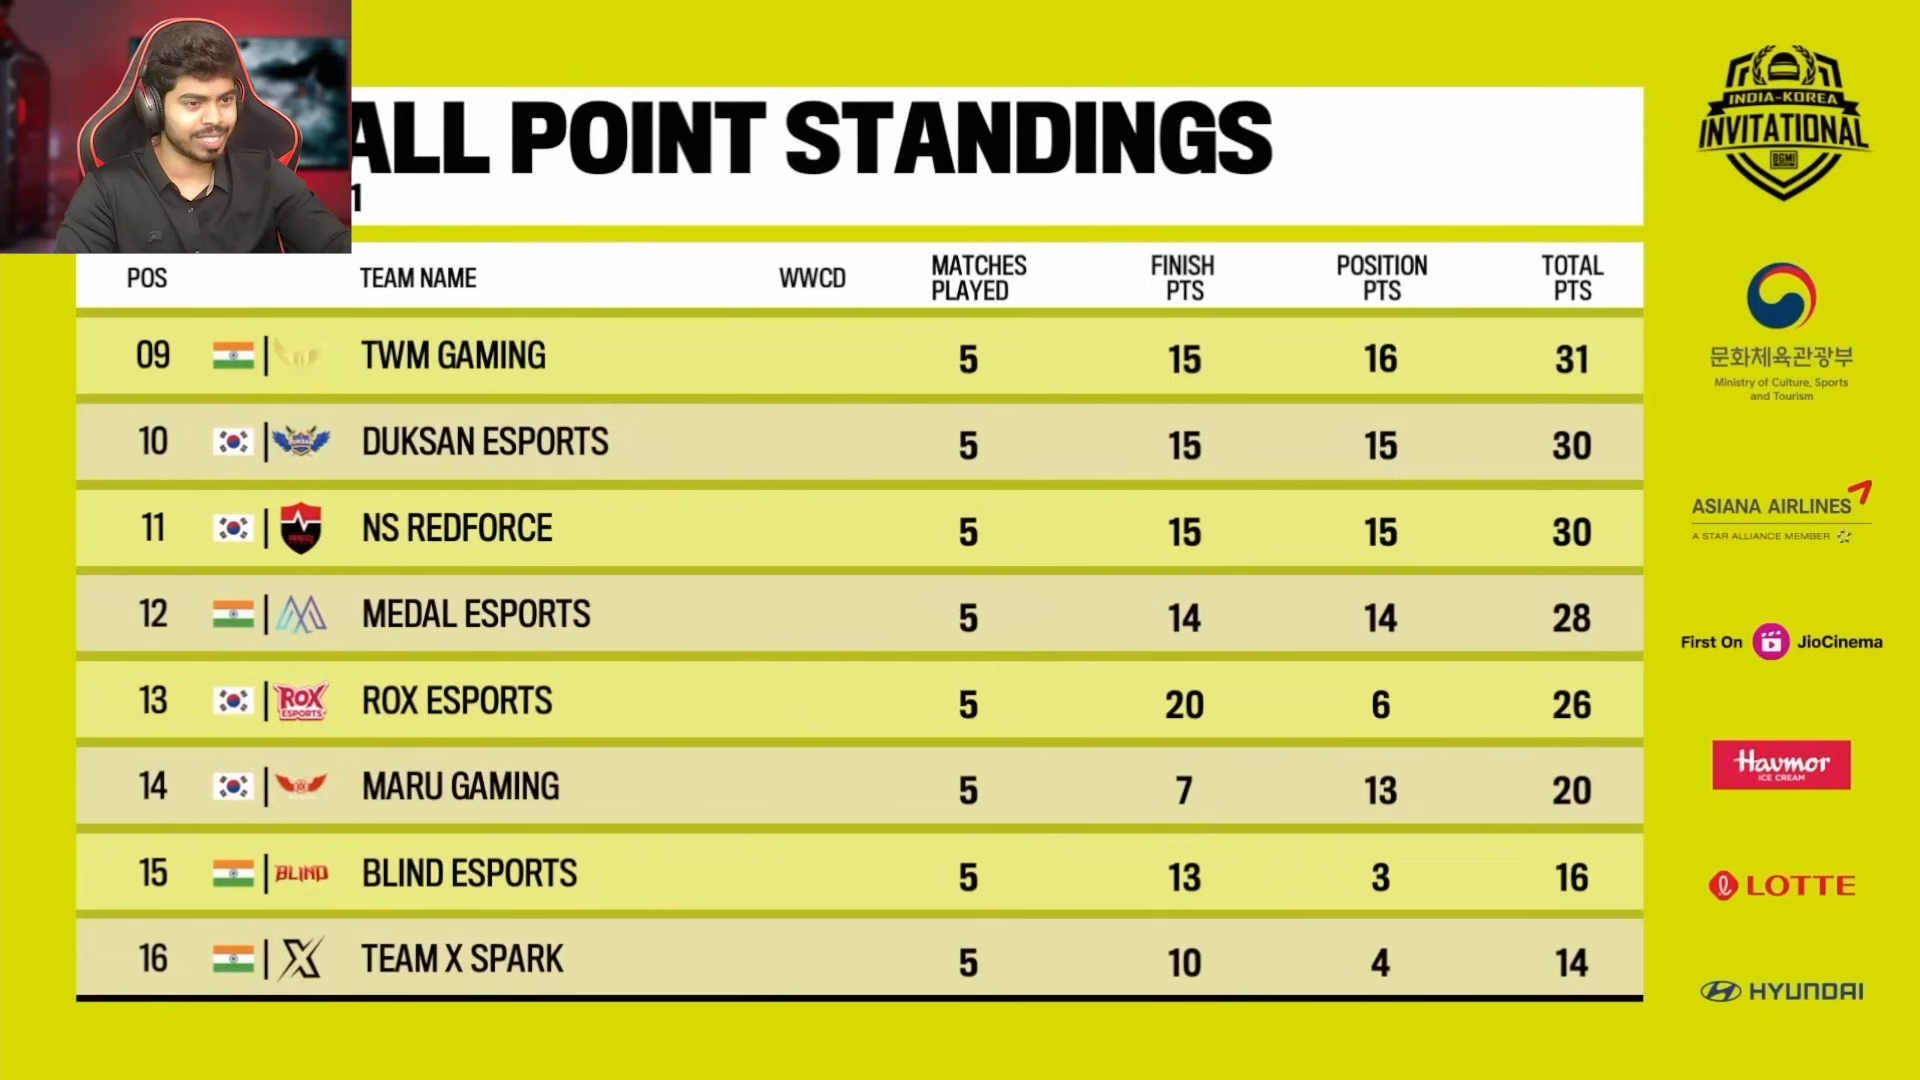 ALL POINT STANDINGS
1
INDIA-KOREA
INVITATIONAL
BGMI
POS TEAM NAME WWCD MATCHES PLAYED FINISH PTS POSITION PTS TOTAL PTS
09 TWM GAMING 5 15 16 31
10 DUKSAN DUKSAN ESPORTS 5 15 15 30
11 RED NS REDFORCE 5 15 15 30
12 MEDAL ESPORTS 5 14 14 28
13 ROX ESPORTS ROX ESPORTS 5 20 6 26
14 MARU GAMING 5 7 13 20
15 BLIND BLIND ESPORTS 5 13 3 16
16 X TEAM X SPARK 5 10 4 14
문화체육관광부
Ministry of Culture, Sports
and Tourism
ASIANA AIRLINES
A STAR ALLIANCE MEMBER
First On JioCinema
Havmor
ICE CREAM
LOTTE
HYUNDAI